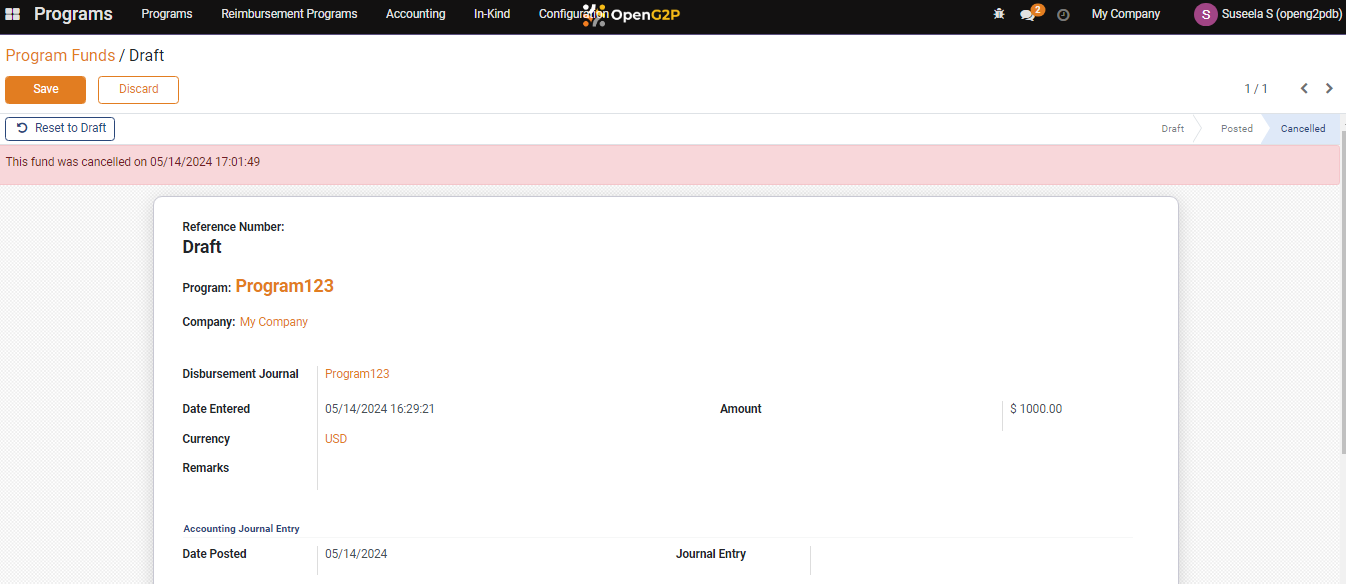 Programs Programs Reimbursement Programs Accounting In-Kind Configuration OpenG2P 2 My Company S Suseela S (openg2pdb)
Program Funds / Draft
Save Discard 1 / 1
Reset to Draft Draft Posted Cancelled
This fund was cancelled on 05/14/2024 17:01:49
Reference Number:
Draft
Program: Program123
Company: My Company
Disbursement Journal Program123
Date Entered 05/14/2024 16:29:21 Amount $ 1000.00
Currency USD
Remarks
Accounting Journal Entry
Date Posted 05/14/2024 Journal Entry